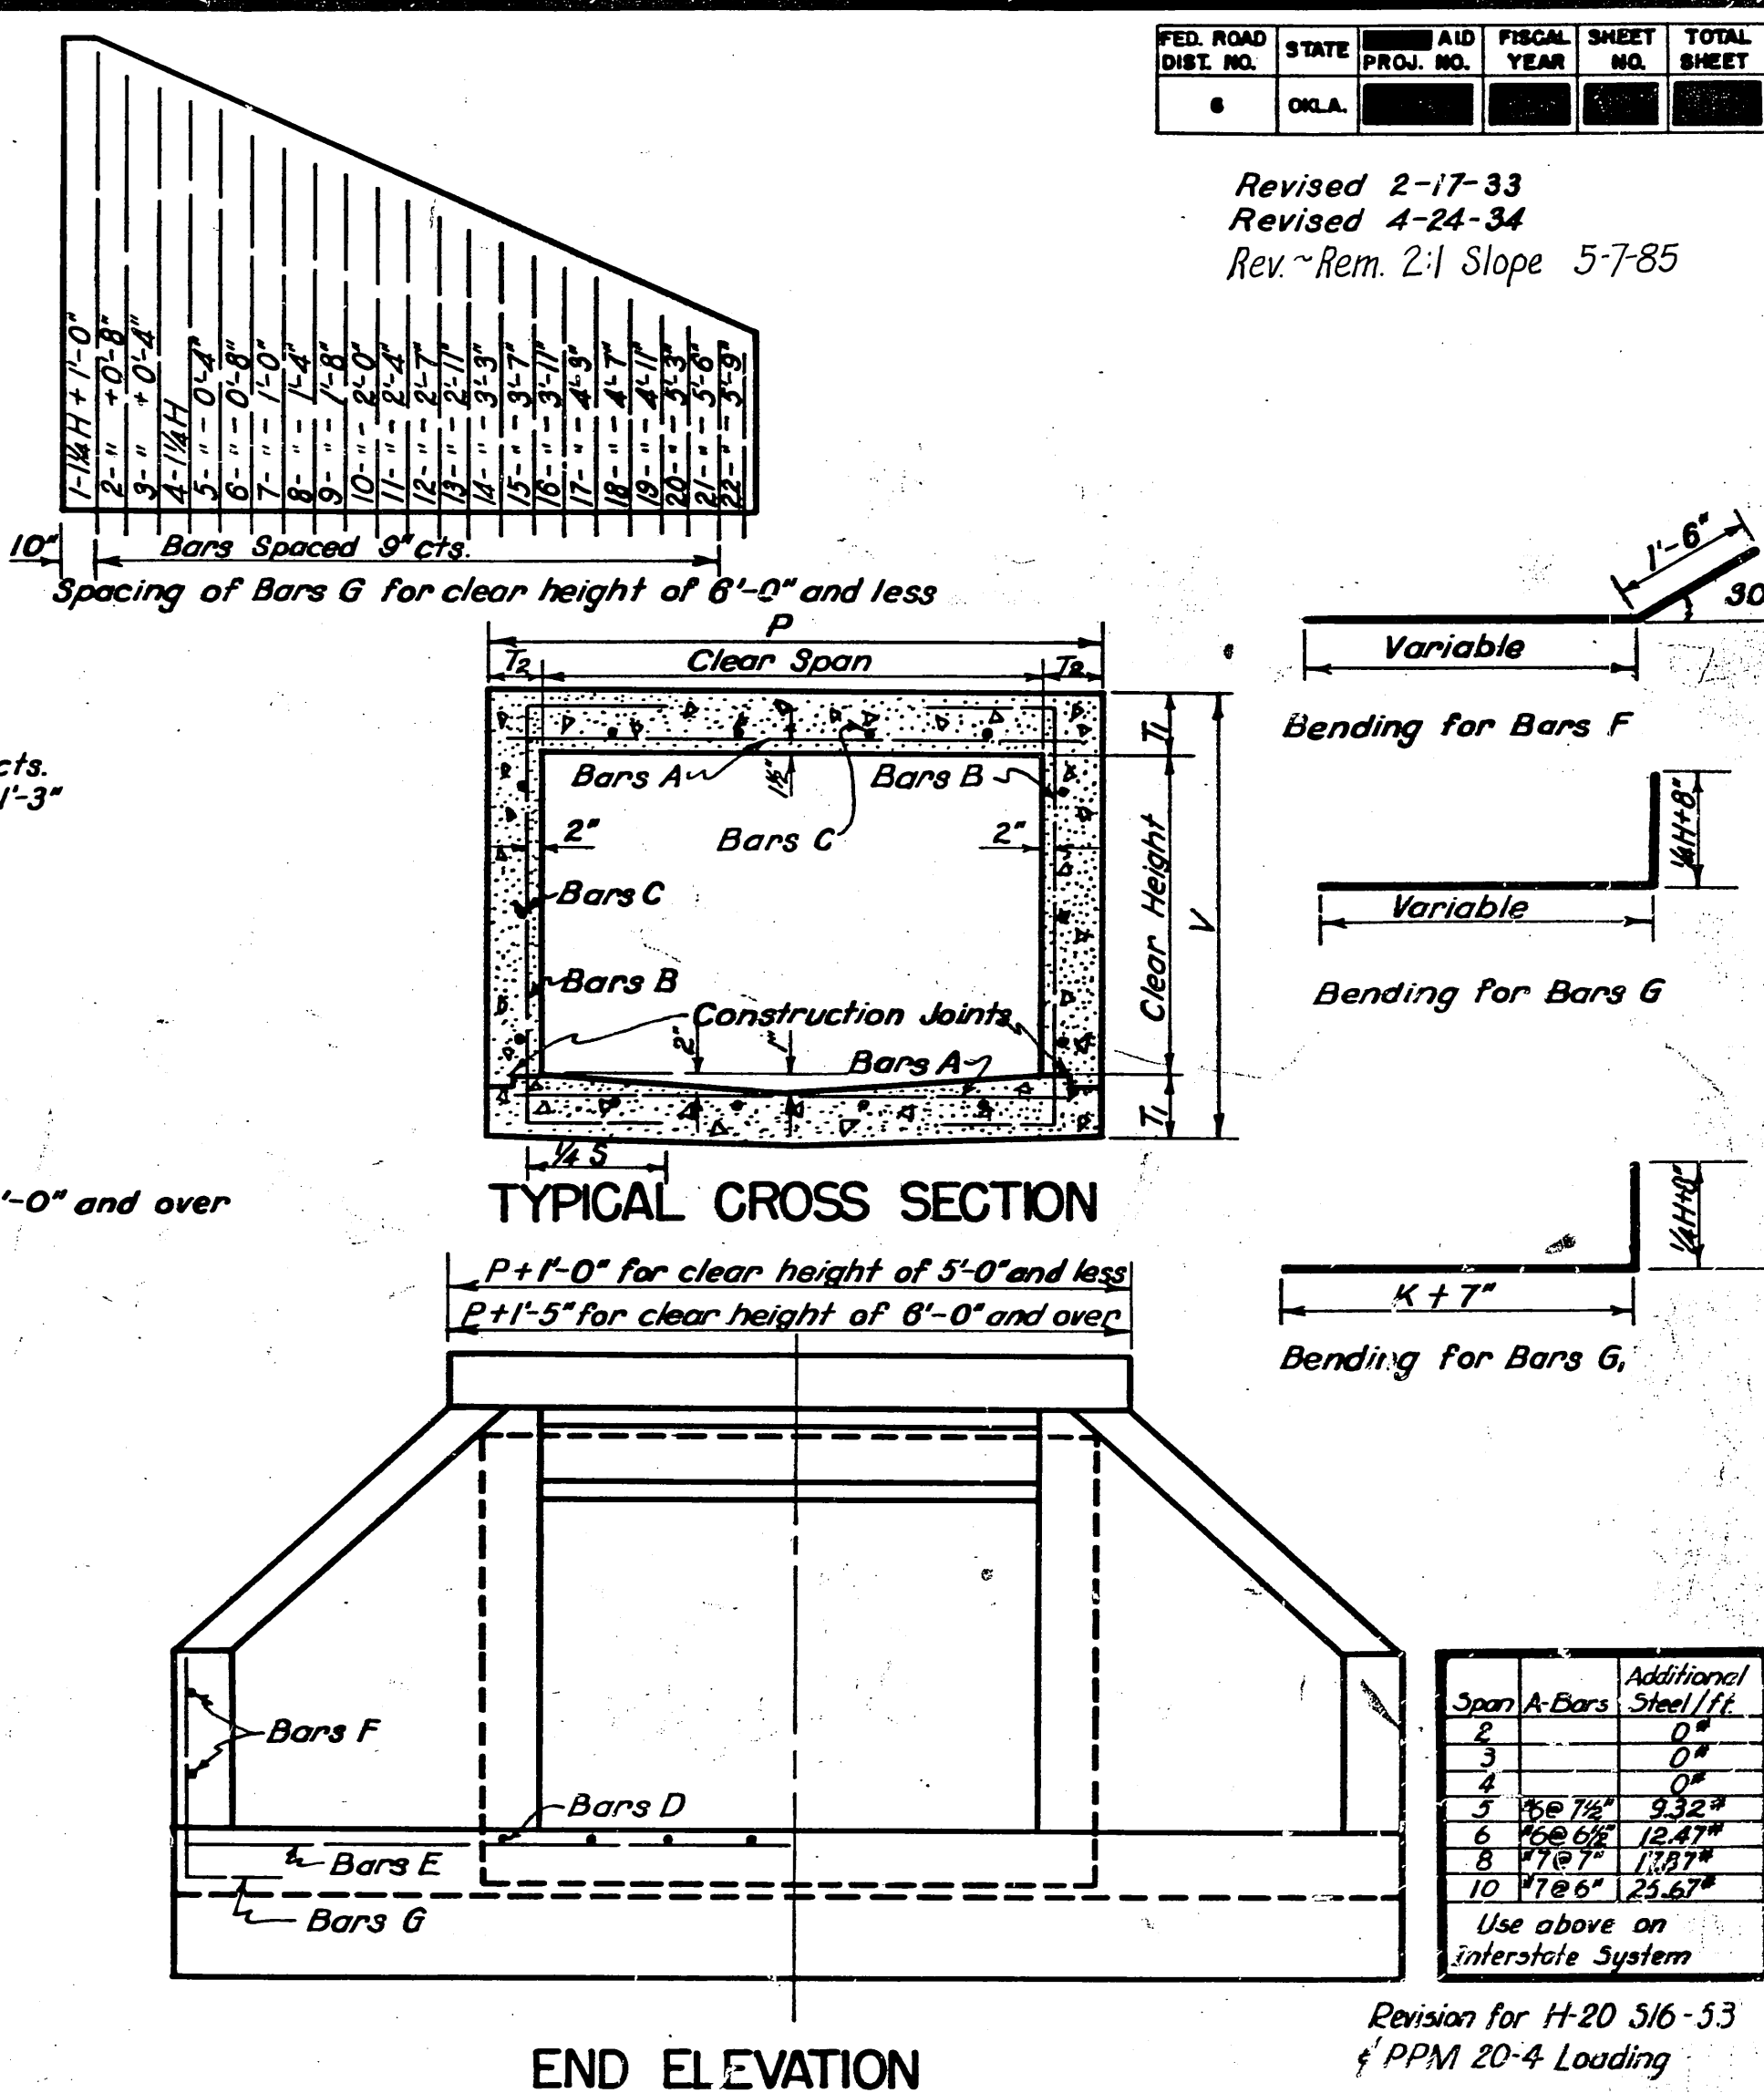 FED. ROAD DIST. NO. STATE AID PROJ. NO. FISCAL YEAR SHEET NO. TOTAL SHEET
6 OKLA.
Revised 2-17-33
Revised 4-24-34
Rev. ~ Rem. 2:1 Slope 5-7-85
1-1¼H + 1'-0"
2- " + 0'-8"
3- " + 0'-4"
4-1¼H
5- " - 0'-4"
6- " - 0'-8"
7- " - 1'-0"
8- " - 1'-4"
9- " - 1'-8"
10- " - 2'-0"
11- " - 2'-4"
12- " - 2'-7"
13- " - 2'-11"
14- " - 3'-3"
15- " - 3'-7"
16- " - 3'-11"
17- " - 4'-3"
18- " - 4'-7"
19- " - 4'-11"
20- " - 5'-3"
21- " - 5'-6"
22- " - 5'-9"
10"
Bars Spaced 9" cts.
Spacing of Bars G for clear height of 6'-0" and less
1'-6"
30
Variable
Bending for Bars F
P
T2 Clear Span T2
T1
Bars A
1½"
Bars B
cts.
1'-3"
2"
Bars C
2"
Clear Height
V
¼H+8"
Variable
Bars C
Bars B
Bending for Bars G
Construction Joints
2"
1"
Bars A
T1
¼ S
'-0" and over
TYPICAL CROSS SECTION
¼H+8"
P+1'-0" for clear height of 5'-0" and less
K + 7"
P+1'-5" for clear height of 6'-0" and over
Bending for Bars G1
Bars F
Bars D
Bars E
Bars G
Span A-Bars Additional Steel/ft.
2 0#
3 0#
4 0#
5 #6@ 7½" 9.32#
6 #6@ 6½" 12.47#
8 #7@7" 17.87#
10 #7@6" 25.67#
Use above on
interstate System
Revision for H-20 S16-53
& PPM 20-4 Loading
END ELEVATION